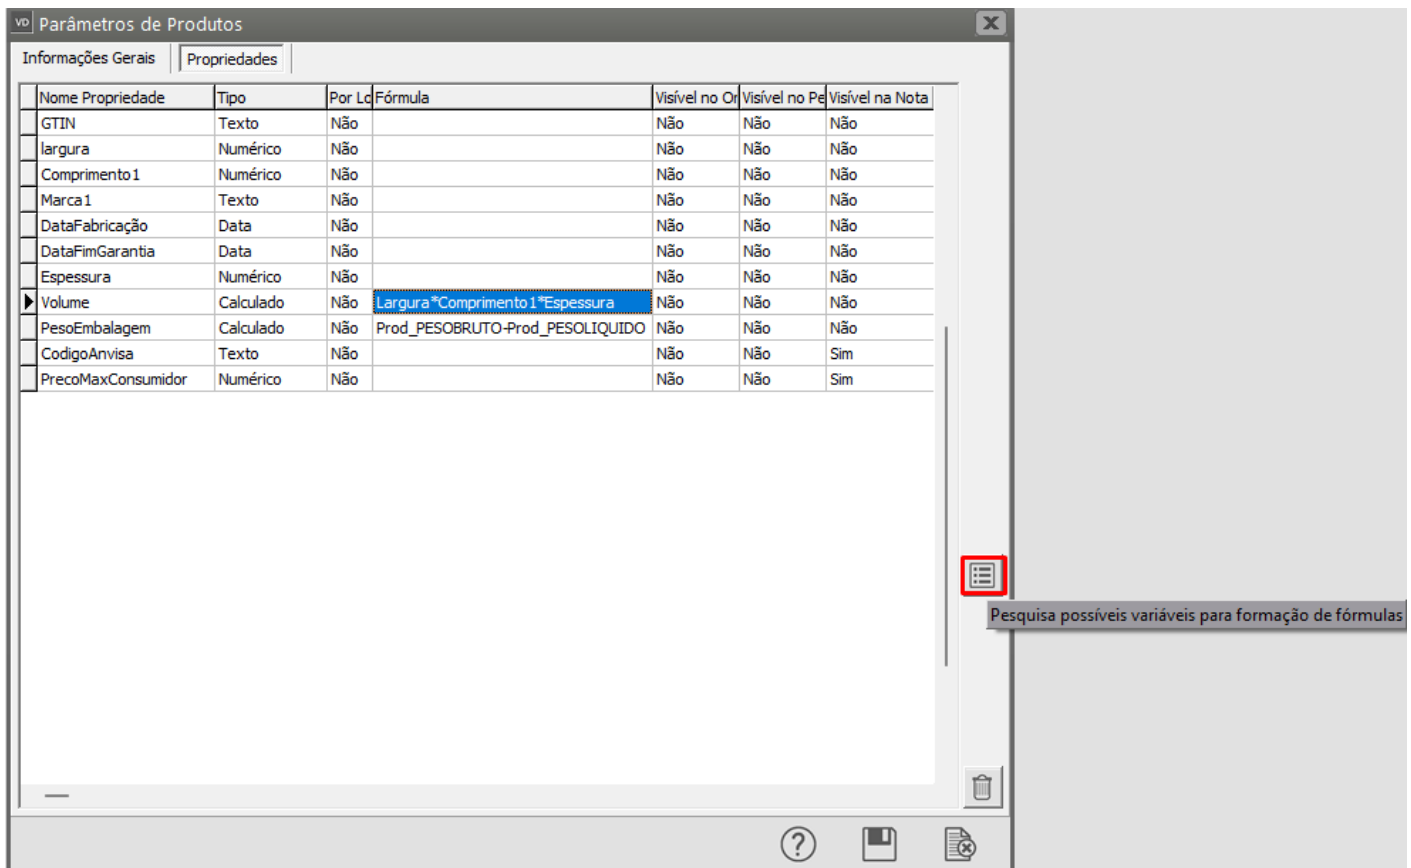 VD Parâmetros de Produtos
Informações Gerais Propriedades
Nome Propriedade Tipo Por Lo Fórmula Visível no Or Visível no Pe Visível na Nota
GTIN Texto Não Não Não Não
largura Numérico Não Não Não Não
Comprimento1 Numérico Não Não Não Não
Marca1 Texto Não Não Não Não
DataFabricação Data Não Não Não Não
DataFimGarantia Data Não Não Não Não
Espessura Numérico Não Não Não Não
Volume Calculado Não Largura*Comprimento1*Espessura Não Não Não
PesoEmbalagem Calculado Não Prod_PESOBRUTO-Prod_PESOLIQUIDO Não Não Não
CodigoAnvisa Texto Não Não Não Sim
PrecoMaxConsumidor Numérico Não Não Não Sim
Pesquisa possíveis variáveis para formação de fórmulas